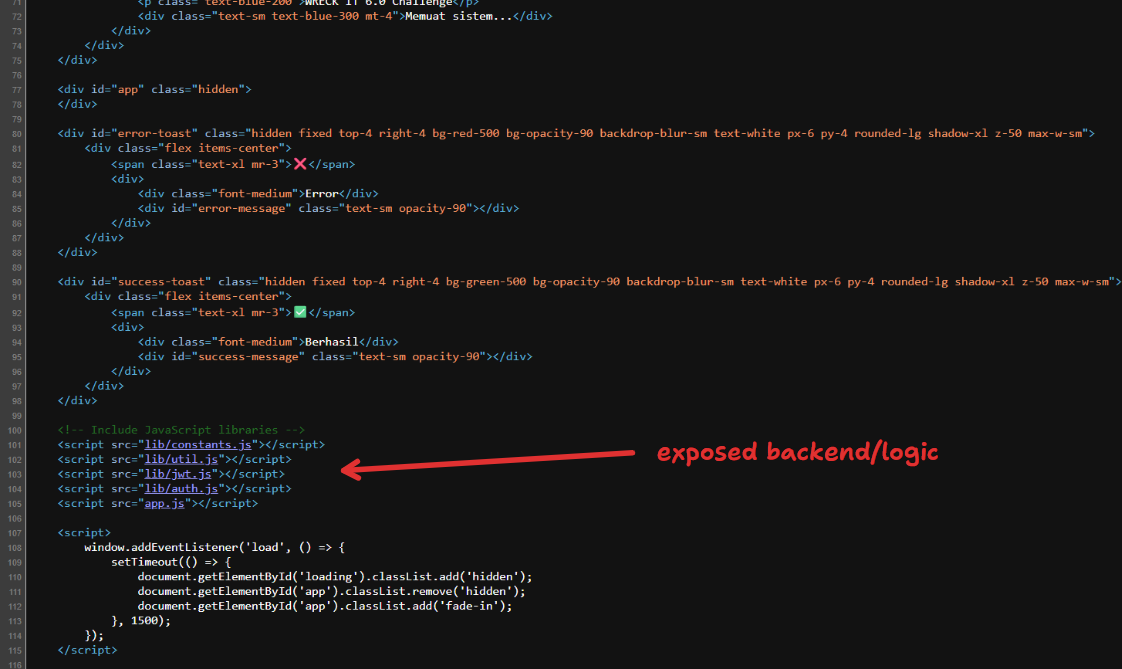 71 <p class="text-blue-200">WRECK IT 6.0 Challenge</p>
72 <div class="text-sm text-blue-300 mt-4">Memuat sistem...</div>
73 </div>
74 </div>
75 </div>
76
77 <div id="app" class="hidden">
78 </div>
79
80 <div id="error-toast" class="hidden fixed top-4 right-4 bg-red-500 bg-opacity-90 backdrop-blur-sm text-white px-6 py-4 rounded-lg shadow-xl z-50 max-w-sm">
81 <div class="flex items-center">
82 <span class="text-xl mr-3">❌</span>
83 <div>
84 <div class="font-medium">Error</div>
85 <div id="error-message" class="text-sm opacity-90"></div>
86 </div>
87 </div>
88 </div>
89
90 <div id="success-toast" class="hidden fixed top-4 right-4 bg-green-500 bg-opacity-90 backdrop-blur-sm text-white px-6 py-4 rounded-lg shadow-xl z-50 max-w-sm">
91 <div class="flex items-center">
92 <span class="text-xl mr-3">✅</span>
93 <div>
94 <div class="font-medium">Berhasil</div>
95 <div id="success-message" class="text-sm opacity-90"></div>
96 </div>
97 </div>
98 </div>
99
100 <!-- Include JavaScript libraries -->
101 <script src="lib/constants.js"></script>
102 <script src="lib/util.js"></script>
103 <script src="lib/jwt.js"></script>
104 <script src="lib/auth.js"></script>
105 <script src="app.js"></script>
exposed backend/logic
106
107 <script>
108 window.addEventListener('load', () => {
109 setTimeout(() => {
110 document.getElementById('loading').classList.add('hidden');
111 document.getElementById('app').classList.remove('hidden');
112 document.getElementById('app').classList.add('fade-in');
113 }, 1500);
114 });
115 </script>
116